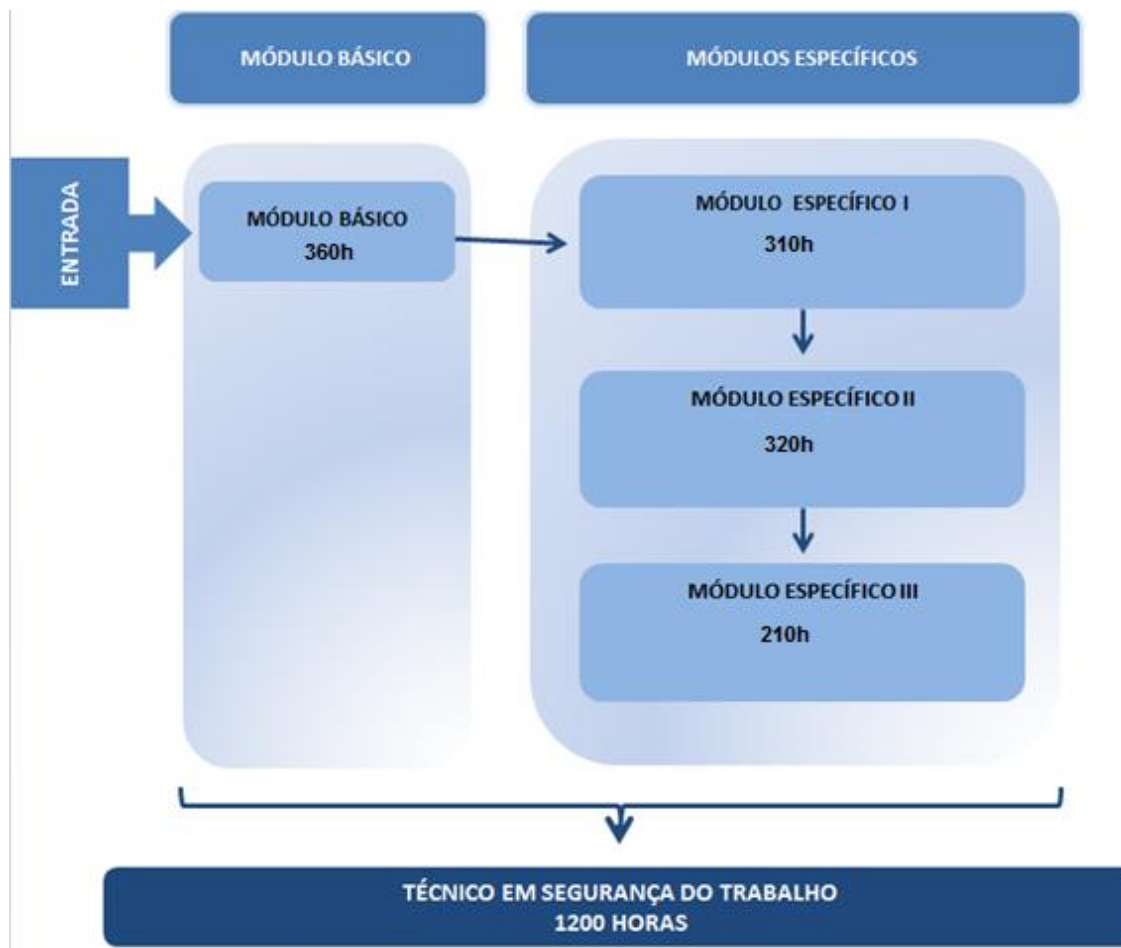 MÓDULO BÁSICO
MÓDULOS ESPECÍFICOS
ENTRADA
MÓDULO BÁSICO
360h
MÓDULO ESPECÍFICO I
310h
MÓDULO ESPECÍFICO II
320h
MÓDULO ESPECÍFICO III
210h
TÉCNICO EM SEGURANÇA DO TRABALHO
1200 HORAS